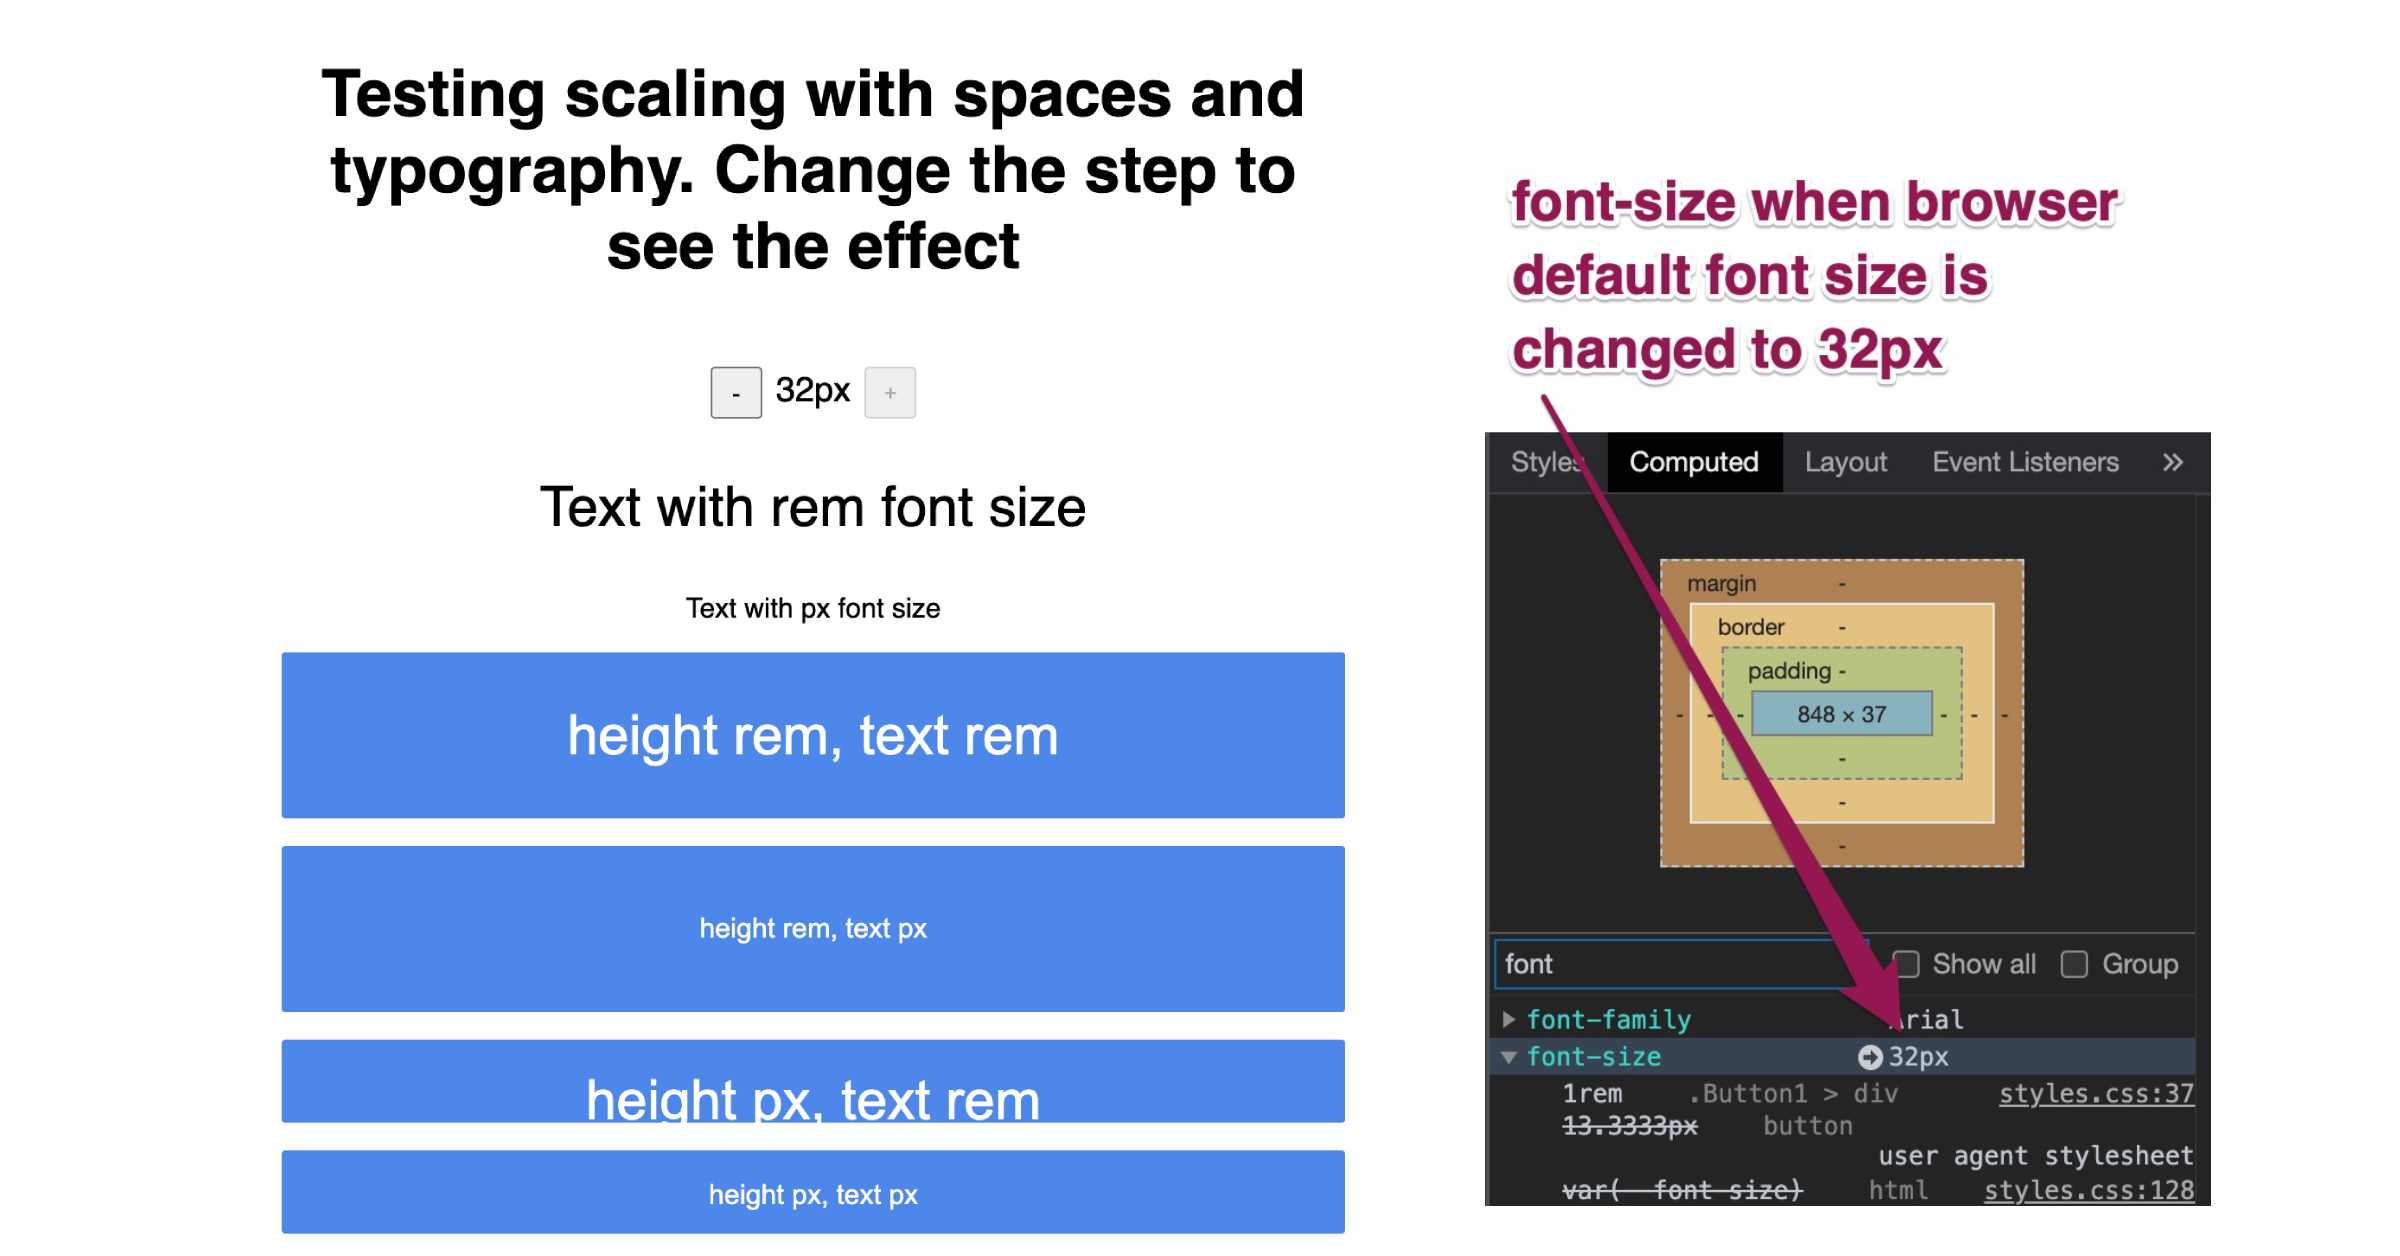 Testing scaling with spaces and
typography. Change the step to
see the effect
- 32px +
Text with rem font size
Text with px font size
height rem, text rem
height rem, text px
height px, text rem
height px, text px
font-size when browser
default font size is
changed to 32px
Styles Computed Layout Event Listeners »
margin -
border -
padding -
- - - 848 × 37 - - -
-
-
-
font Show all Group
font-family Arial
font-size 32px
1rem .Button1 > div styles.css:37
13.3333px button
user agent stylesheet
var(--font-size) html styles.css:128